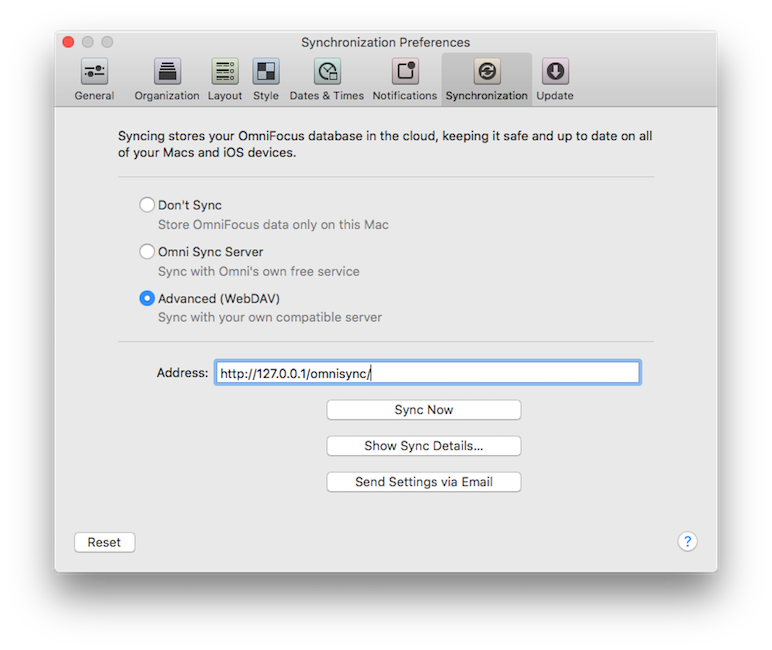 Synchronization Preferences
General Organization Layout Style Dates & Times Notifications Synchronization Update
Syncing stores your OmniFocus database in the cloud, keeping it safe and up to date on all
of your Macs and iOS devices.
Don't Sync
Store OmniFocus data only on this Mac
Omni Sync Server
Sync with Omni's own free service
Advanced (WebDAV)
Sync with your own compatible server
Address: http://127.0.0.1/omnisync/
Sync Now
Show Sync Details...
Send Settings via Email
Reset ?